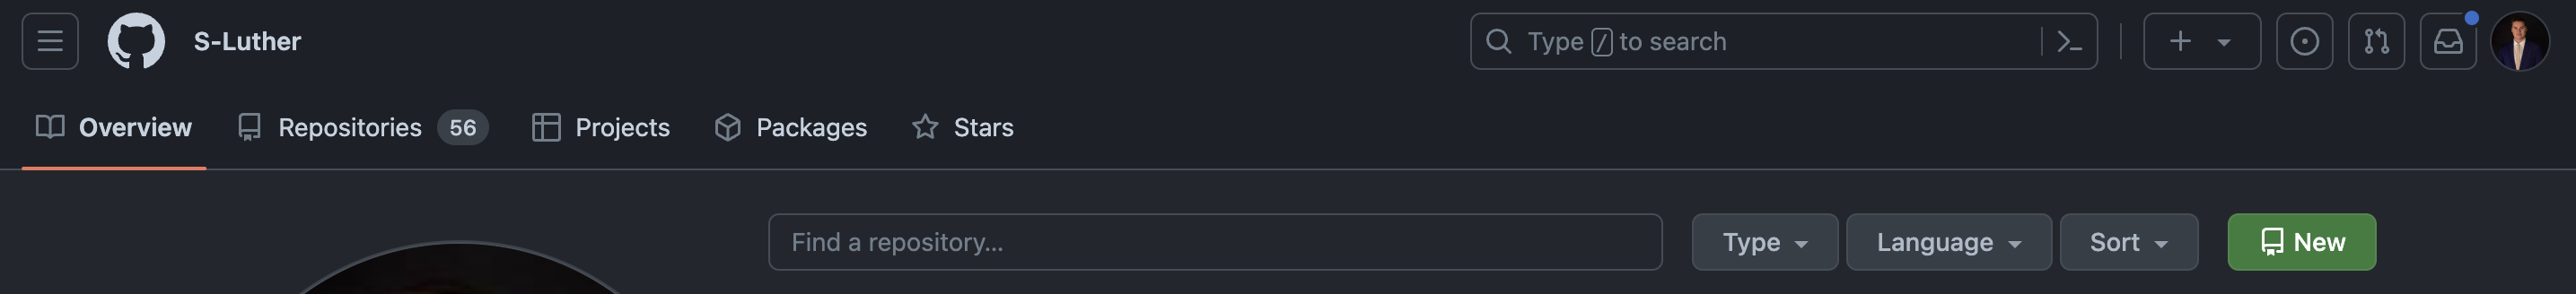 S-Luther
Type / to search
Overview
Repositories 56
Projects
Packages
Stars
Find a repository...
Type
Language
Sort
New